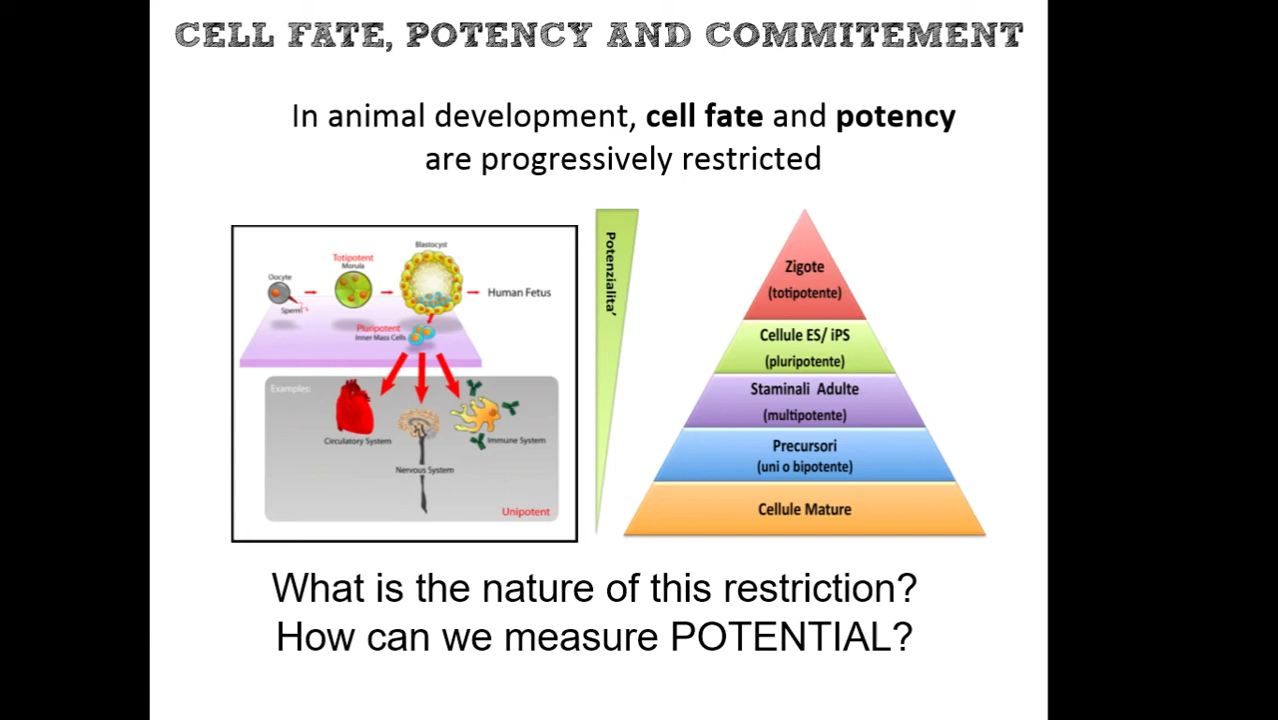 CELL FATE, POTENCY AND COMMITEMENT
In animal development, cell fate and potency
are progressively restricted
Blastocyst
Totipotent
Morula
Oocyte
Sperm
Human Fetus
Pluripotent
Inner Mass Cells
Examples:
Circulatory System
Immune System
Nervous System
Unipotent
Potenzialita'
Zigote
(totipotente)
Cellule ES/ iPS
(pluripotente)
Staminali Adulte
(multipotente)
Precursori
(uni o bipotente)
Cellule Mature
What is the nature of this restriction?
How can we measure POTENTIAL?